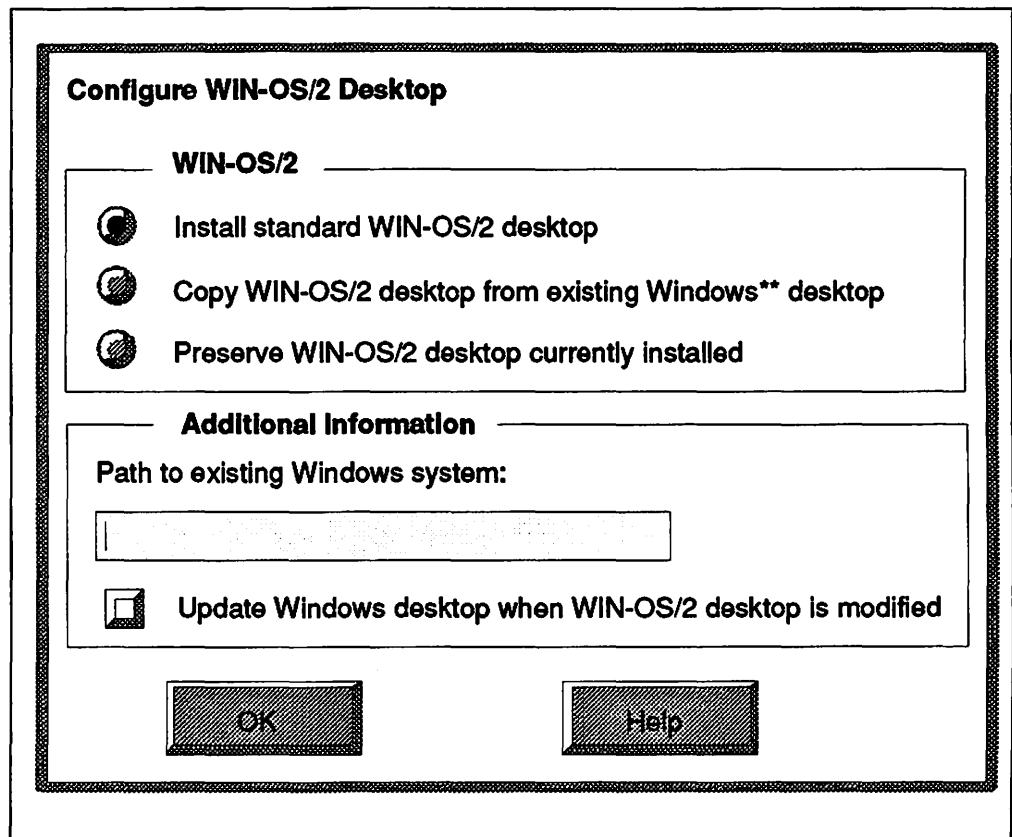 Configure WIN-OS/2 Desktop
WIN-OS/2
Install standard WIN-OS/2 desktop
Copy WIN-OS/2 desktop from existing Windows** desktop
Preserve WIN-OS/2 desktop currently installed
Additional Information
Path to existing Windows system:
Update Windows desktop when WIN-OS/2 desktop is modified
OK Help